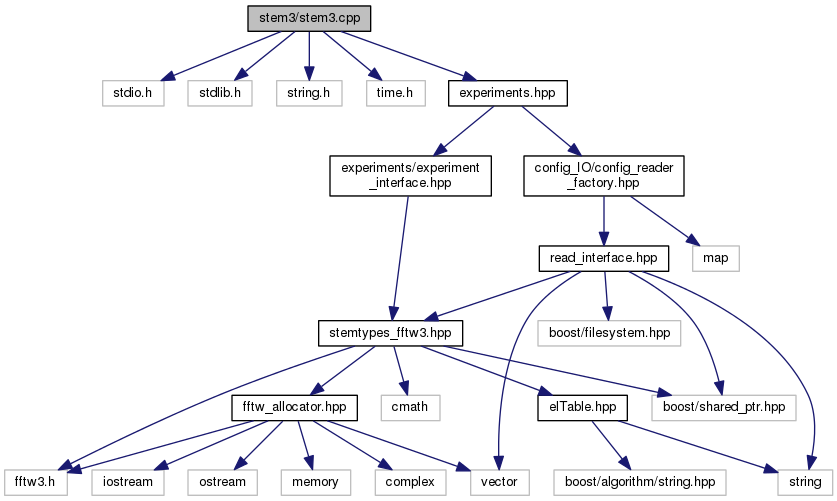 stem3/stem3.cpp
stdio.h
stdlib.h
string.h
time.h
experiments.hpp
experiments/experiment
_interface.hpp
config_IO/config_reader
_factory.hpp
read_interface.hpp
map
stemtypes_fftw3.hpp
boost/filesystem.hpp
fftw_allocator.hpp
cmath
elTable.hpp
boost/shared_ptr.hpp
fftw3.h
iostream
ostream
memory
complex
vector
boost/algorithm/string.hpp
string